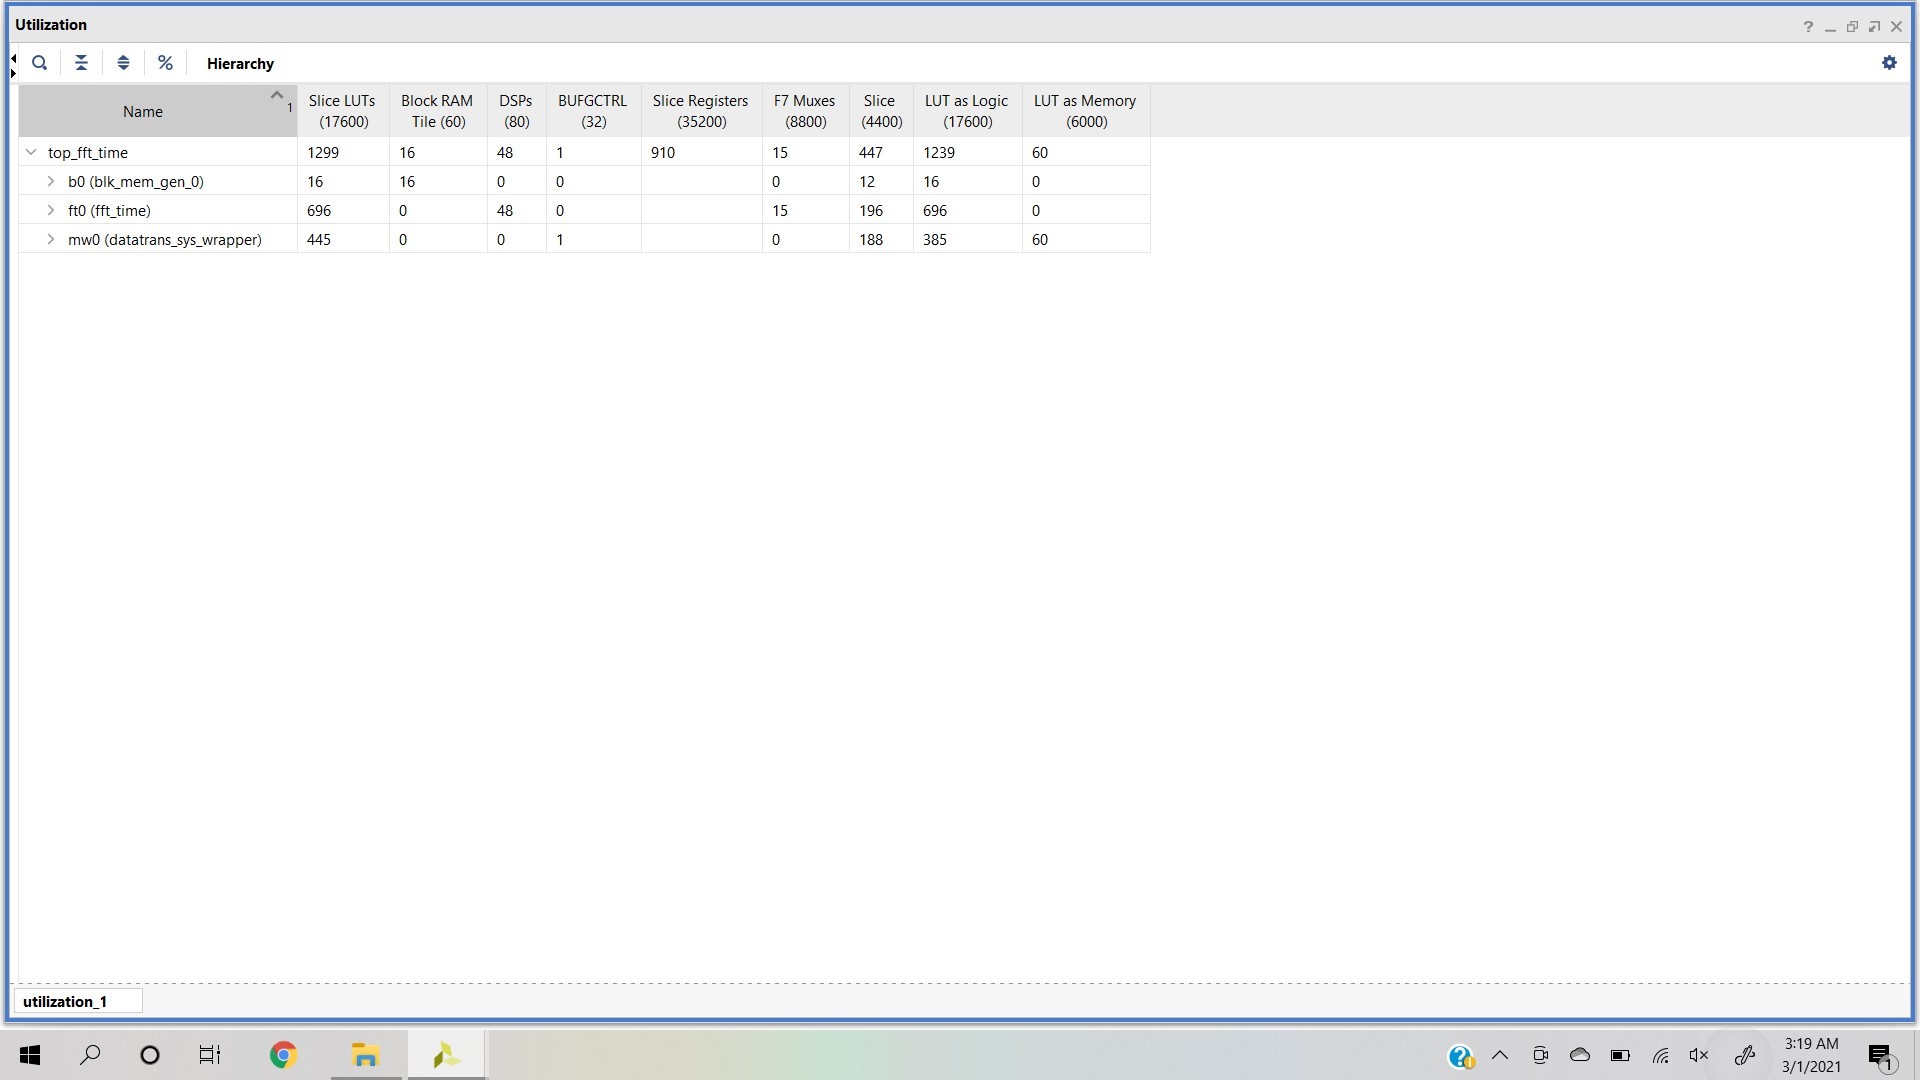 Utilization
Hierarchy
Name 1 Slice LUTs (17600) Block RAM Tile (60) DSPs (80) BUFGCTRL (32) Slice Registers (35200) F7 Muxes (8800) Slice (4400) LUT as Logic (17600) LUT as Memory (6000)
top_fft_time 1299 16 48 1 910 15 447 1239 60
b0 (blk_mem_gen_0) 16 16 0 0 0 12 16 0
ft0 (fft_time) 696 0 48 0 15 196 696 0
mw0 (datatrans_sys_wrapper) 445 0 0 1 0 188 385 60
utilization_1
3:19 AM
3/1/2021
1